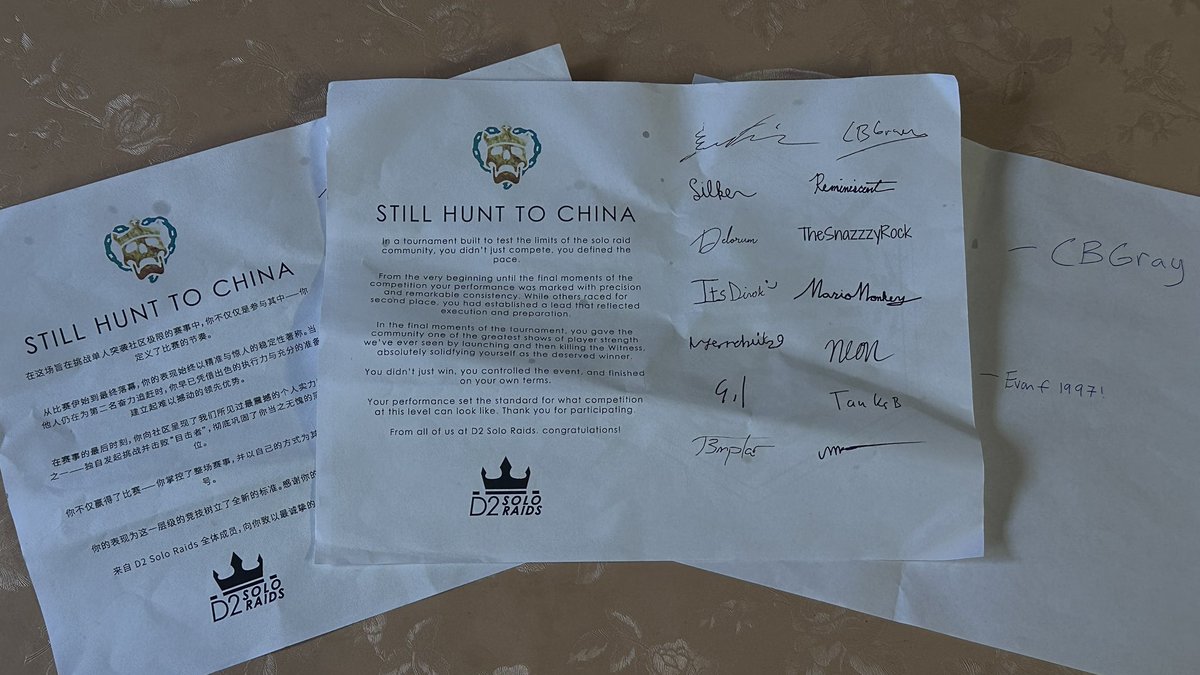 STILL HUNT TO CHINA
在这场旨在挑战单人突袭社区极限的赛事中，你不仅仅是参与其中——你
定义了比赛的节奏。
从比赛伊始到最终落幕，你的表现始终以精准与惊人的稳定性著称。当
他人仍在为第二名奋力追赶时，你早已凭借出色的执行力与充分的准备
建立起难以撼动的领先优势。
在赛事的最后时刻，你向社区呈现了我们所见过最震撼的个人实力
之一——独自发起挑战并击败“目击者”，彻底巩固了你当之无愧的
位。
你不仅赢得了比赛——你掌控了整场赛事，并以自己的方式为其
号。
你的表现为这一层级的竞技树立了全新的标准。感谢你的
来自 D2 Solo Raids 全体成员，向你致以最诚挚的
D2 SOLO
RAIDS
STILL HUNT TO CHINA
In a tournament built to test the limits of the solo raid
community, you didn't just compete, you defined the
pace.
From the very beginning until the final moments of the
competition your performance was marked with precision
and remarkable consistency. While others raced for
second place, you had established a lead that reflected
execution and preparation.
In the final moments of the tournament, you gave the
community one of the greatest shows of player strength
we've ever seen by launching and then killing the Witness,
absolutely solidfying yourself as the deserved winner.
You didn't just win, you controlled the event, and finished
on your own terms.
Your performance set the standard for what competition
at this level can look like. Thank you for participating.
From all of us at D2 Solo Raids, congratulations!
D2 SOLO
RAIDS
CBGray
Silker Reminiscent
Delorum TheSnazzzyRock
ItsDirok MarioMonkey
neon
G.l TanksB
- CBGray
- Evanf1997!